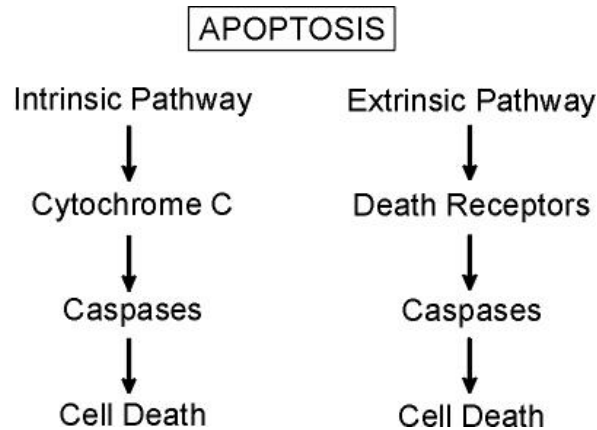 APOPTOSIS
Intrinsic Pathway
Cytochrome C
Caspases
Cell Death
Extrinsic Pathway
Death Receptors
Caspases
Cell Death